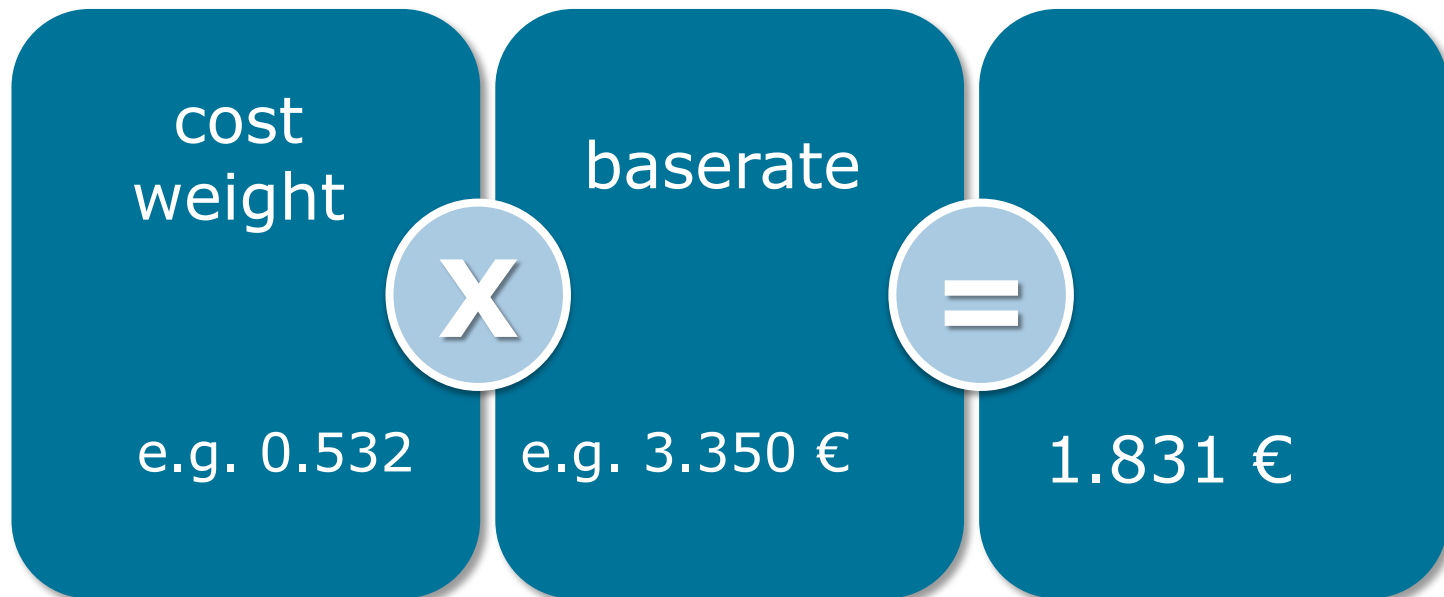 cost
weight
x
baserate
=
e.g. 0.532
e.g. 3.350 €
1.831 €